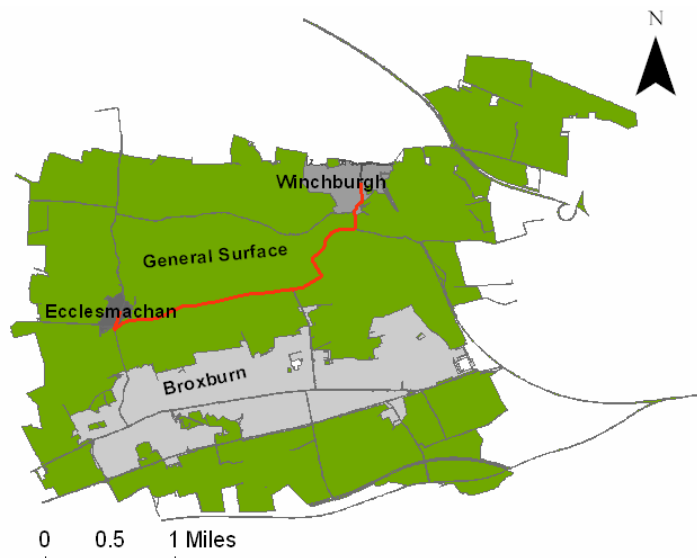 N
Winchburgh
General Surface
Ecclesmachan
Broxburn
0 0.5 1 Miles